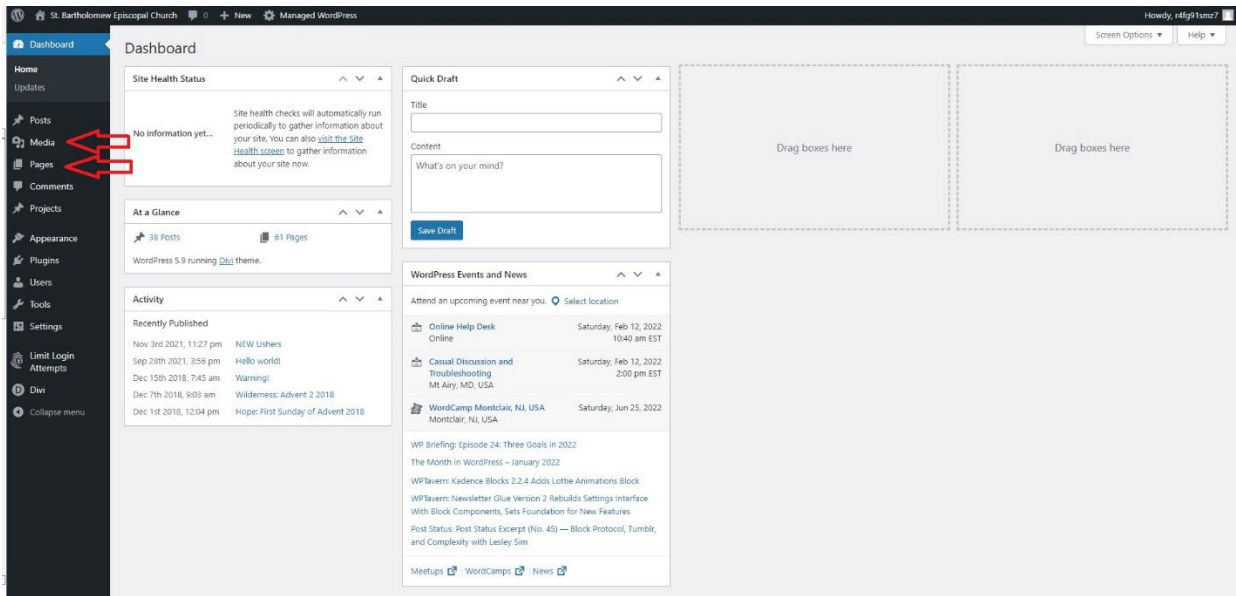 St. Bartholomew Episcopal Church 0 + New Managed WordPress
Howdy, r4fg91smz7
Screen Options ▼
Help ▼
Dashboard
Home
Updates
Posts
Media
Pages
Comments
Projects
Appearance
Plugins
Users
Tools
Settings
Limit Login
Attempts
Divi
Collapse menu
Dashboard
Site Health Status
No information yet...
Site health checks will automatically run
periodically to gather information about
your site. You can also visit the Site
Health screen to gather information
about your site now.
At a Glance
38 Posts
61 Pages
WordPress 5.9 running Divi theme.
Activity
Recently Published
Nov 3rd 2021, 11:27 pm NEW Ushers
Sep 28th 2021, 3:56 pm Hello world!
Dec 15th 2018, 7:45 am Warning!
Dec 7th 2018, 9:03 am Wilderness: Advent 2 2018
Dec 1st 2018, 12:04 pm Hope: First Sunday of Advent 2018
Quick Draft
Title
Content
What's on your mind?
Save Draft
WordPress Events and News
Attend an upcoming event near you. Select location
Online Help Desk
Online
Saturday, Feb 12, 2022
10:40 am EST
Casual Discussion and
Troubleshooting
Mt Airy, MD, USA
Saturday, Feb 12, 2022
2:00 pm EST
WordCamp Montclair, NJ, USA
Montclair, NJ, USA
Saturday, Jun 25, 2022
WP Briefing: Episode 24: Three Goals in 2022
The Month in WordPress – January 2022
WPTavern: Kadence Blocks 2.2.4 Adds Lottie Animations Block
WPTavern: Newsletter Glue Version 2 Rebuilds Settings Interface
With Block Components, Sets Foundation for New Features
Post Status: Post Status Excerpt (No. 45) — Block Protocol, Tumblr,
and Complexity with Lesley Sim
Meetups | WordCamps | News
Drag boxes here
Drag boxes here